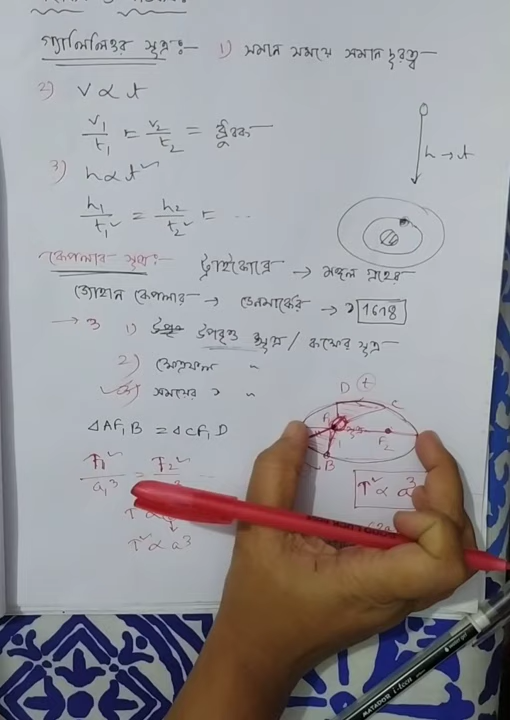 গ্যালিলিওর সূত্রঃ— 1) সমান সময়ে সমান দূরত্ব
2) V ∝ t
V₁/t₁ = V₂/t₂ = ধ্রুবক
3) h ∝ t²
h → t
h₁/t₁² = h₂/t₂² = ...
কেপলার সূত্রঃ— ট্রাইকোব্রে → মঙ্গল গ্রহের
জোহান কেপলার → ডেনমার্কের → 1618
→ 3 1) উপবৃত্ত সূত্র / কক্ষের সূত্র
2) ক্ষেত্রফল "
3) সময়ের "
ΔAF₁B = ΔCF₁D
D C
F₁ F₂
B
T₁²/a₁³ = T₂²
T² ∝ a³
T² ∝ a³
MATADOR i-teen